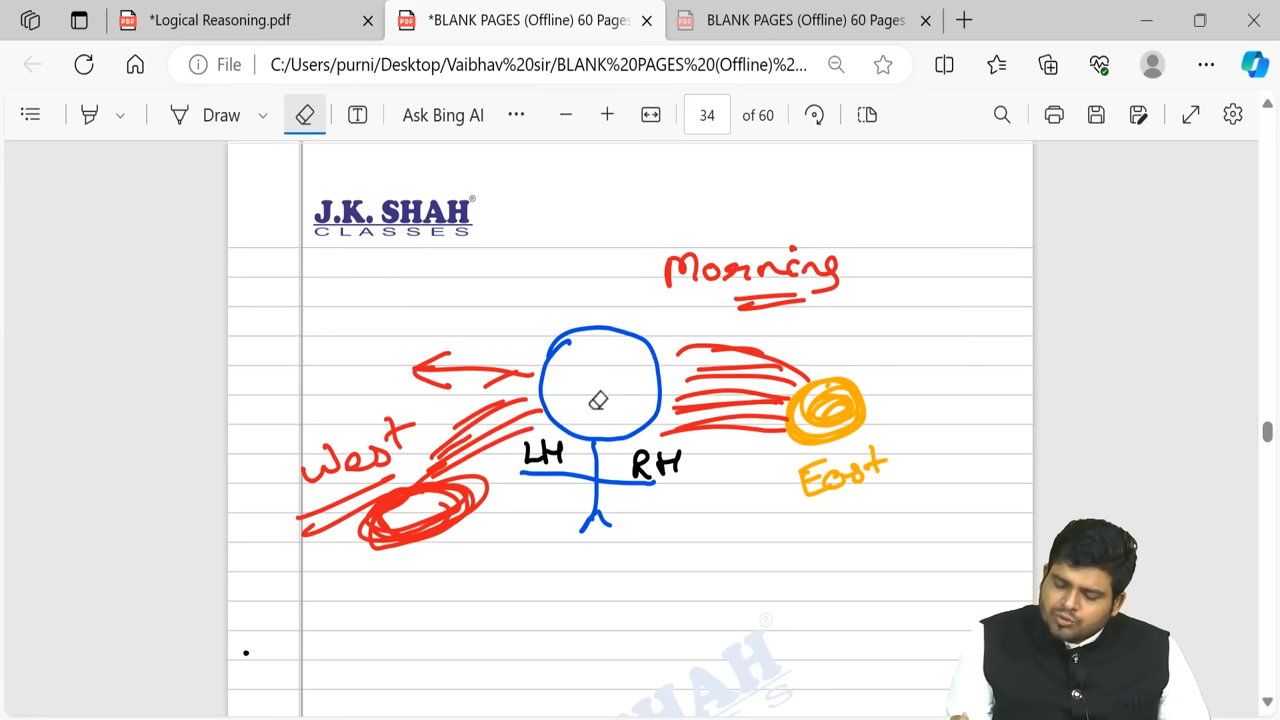 *Logical Reasoning.pdf
*BLANK PAGES (Offline) 60 Pages
BLANK PAGES (Offline) 60 Pages
File
C:/Users/purni/Desktop/Vaibhav%20sir/BLANK%20PAGES%20(Offline)%2...
Draw
Ask Bing AI
34
of 60
J.K. SHAH®
CLASSES
Morning
LH
RH
West
East
SHAH®